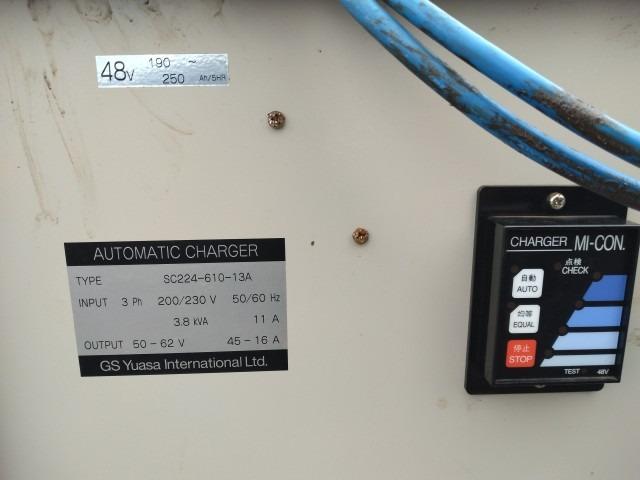 48V 190 ~
250 Ah/5HR
AUTOMATIC CHARGER
TYPE SC224-610-13A
INPUT 3 Ph 200/230 V 50/60 Hz
3.8 kVA 11 A
OUTPUT 50 - 62 V 45 - 16 A
GS Yuasa International Ltd.
CHARGER MI-CON.
点検
CHECK
自動
AUTO
均等
EQUAL
停止
STOP
TEST 48V